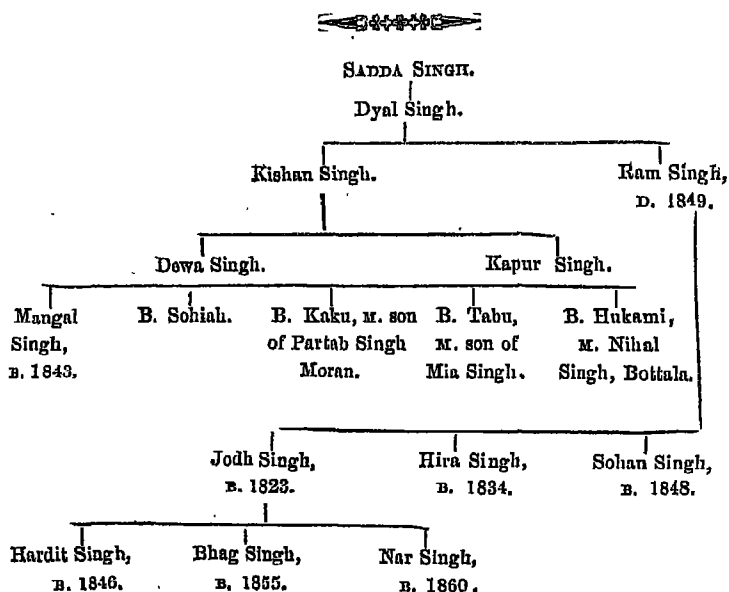 SADDA SINGH.
Dyal Singh.
Kishan Singh.
Ram Singh,
D. 1849.
Dewa Singh.
Kapur Singh.
Mangal
Singh,
B. 1843.
B. Sohiah.
B. Kaku, M. son
of Partab Singh
Moran.
B. Tabu,
M. son of
Mia Singh.
B. Hukami,
M. Nihal
Singh, Bottala.
Jodh Singh,
B. 1823.
Hira Singh,
B. 1834.
Sohan Singh,
B. 1848.
Hardit Singh,
B. 1846.
Bhag Singh,
B, 1855.
Nar Singh,
B. 1860.